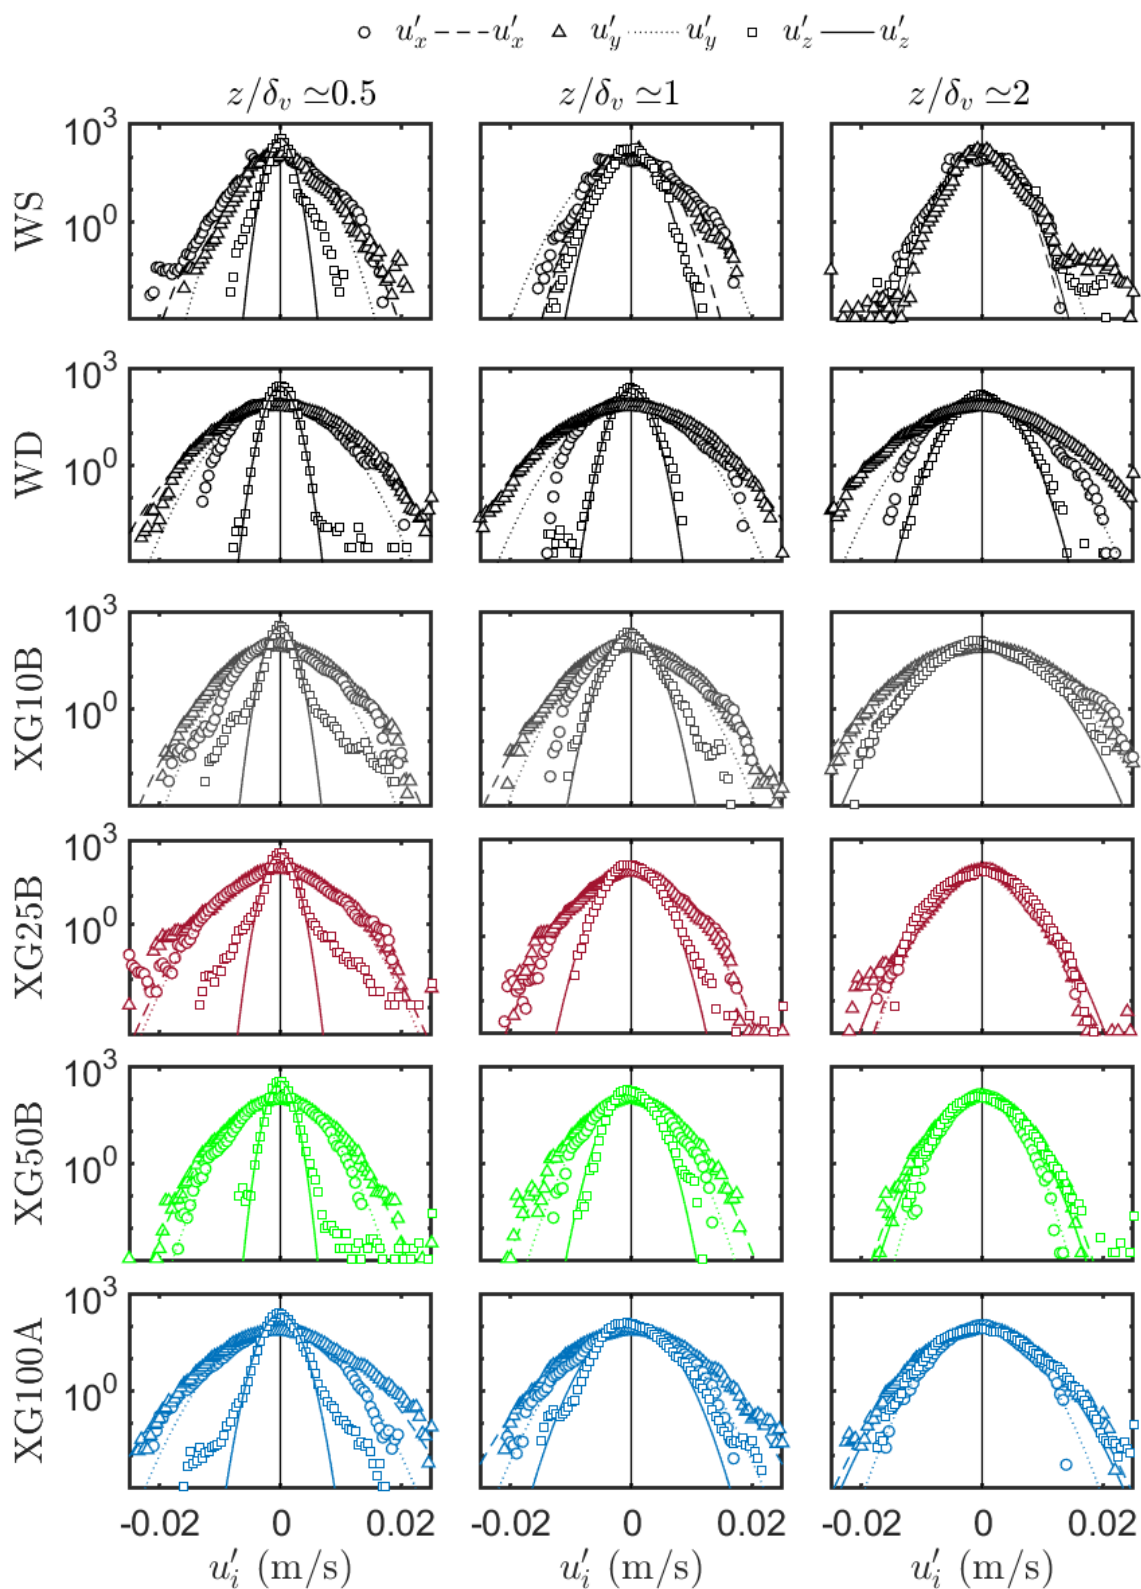 u′ₓ u′ₓ u′ᵧ u′ᵧ u′_z u′_z
z/δᵥ ≃0.5 z/δᵥ ≃1 z/δᵥ ≃2
WS 10³ 10⁰
WD 10³ 10⁰
XG10B 10³ 10⁰
XG25B 10³ 10⁰
XG50B 10³ 10⁰
XG100A 10³ 10⁰
-0.02 0 0.02 -0.02 0 0.02 -0.02 0 0.02
u′ᵢ (m/s) u′ᵢ (m/s) u′ᵢ (m/s)